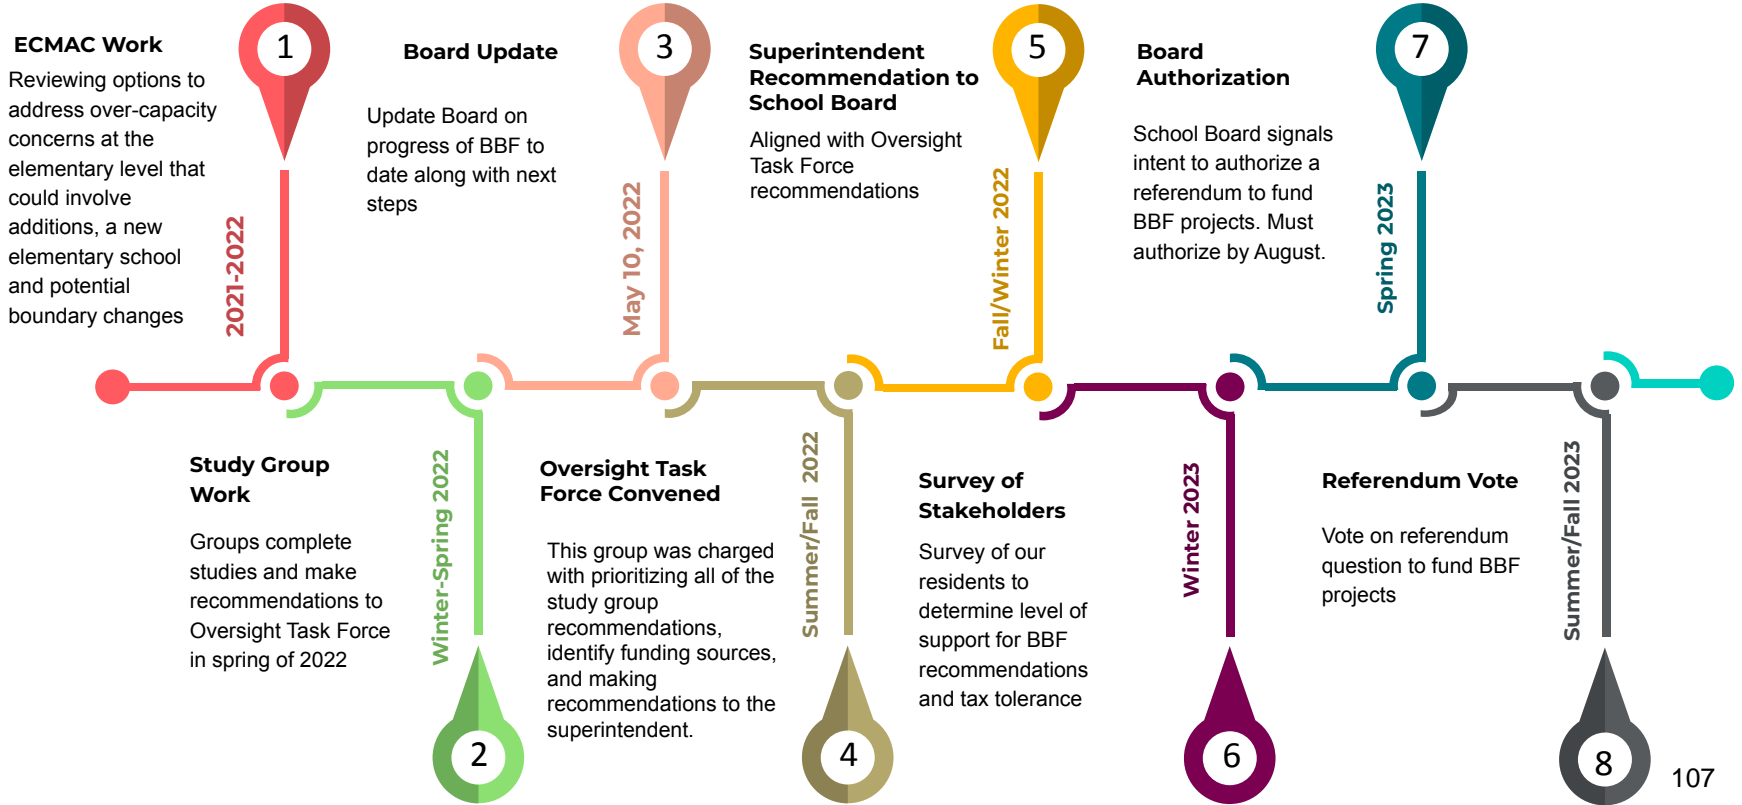 ECMAC Work
Reviewing options to
address over-capacity
concerns at the
elementary level that
could involve
additions, a new
elementary school
and potential
boundary changes
2021-2022
1
Study Group
Work
Groups complete
studies and make
recommendations to
Oversight Task Force
in spring of 2022
Winter-Spring 2022
2
Board Update
Update Board on
progress of BBF to
date along with next
steps
May 10, 2022
3
Oversight Task
Force Convened
This group was charged
with prioritizing all of the
study group
recommendations,
identify funding sources,
and making
recommendations to the
superintendent.
Summer/Fall 2022
4
Superintendent
Recommendation to
School Board
Aligned with Oversight
Task Force
recommendations
Fall/Winter 2022
5
Survey of
Stakeholders
Survey of our
residents to
determine level of
support for BBF
recommendations
and tax tolerance
Winter 2023
6
Board
Authorization
School Board signals
intent to authorize a
referendum to fund
BBF projects. Must
authorize by August.
Spring 2023
7
Referendum Vote
Vote on referendum
question to fund BBF
projects
Summer/Fall 2023
8
107